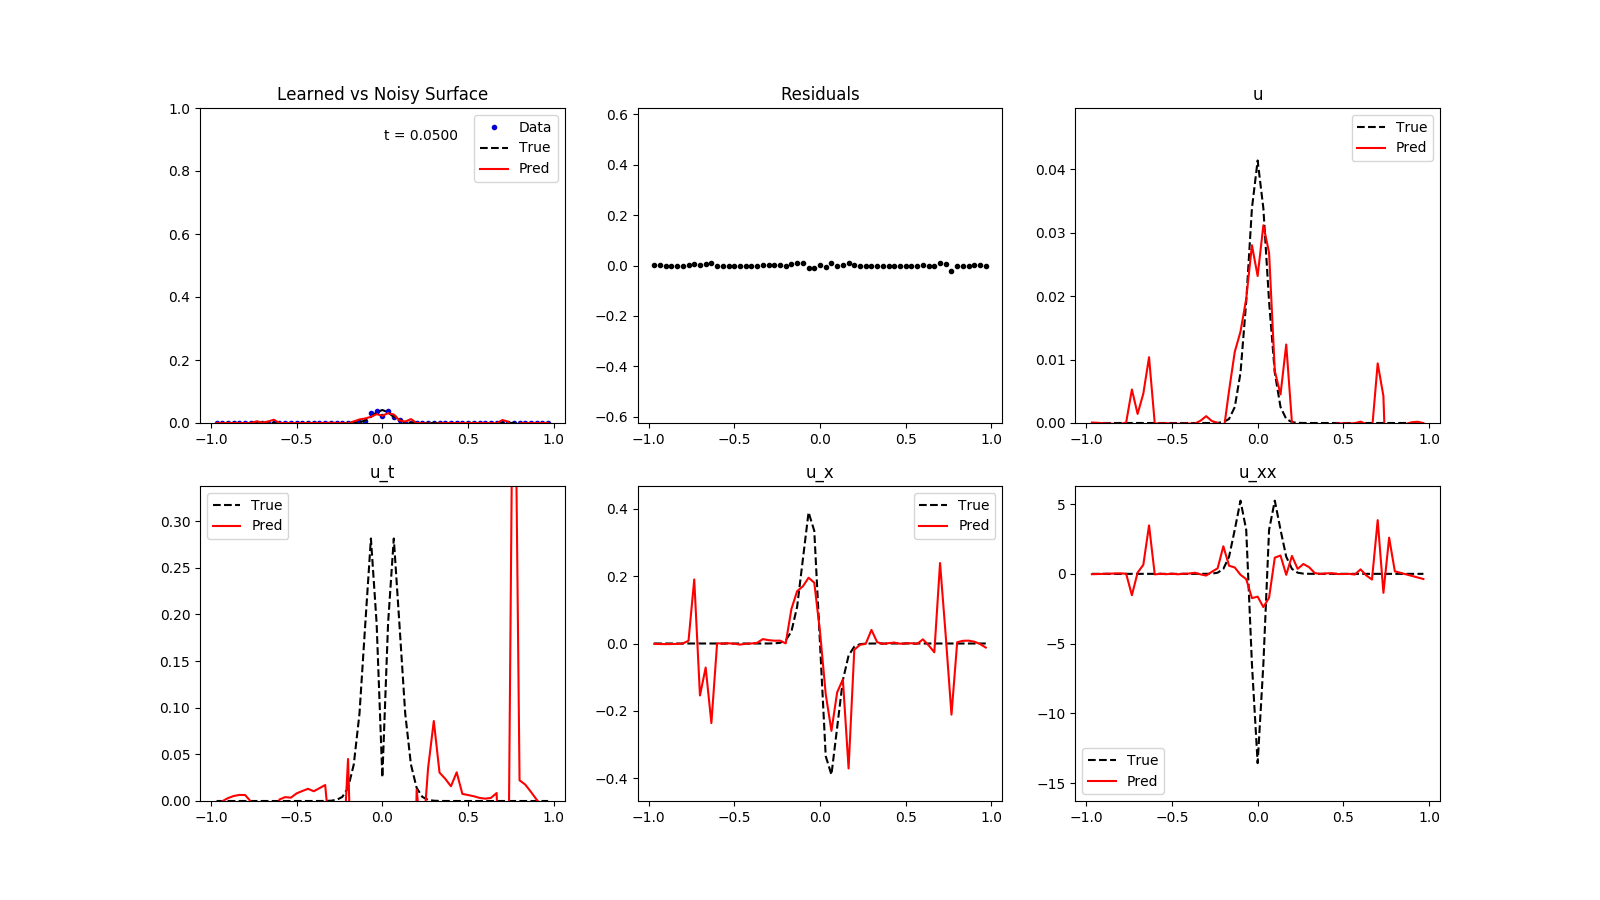 Learned vs Noisy Surface
1.0
0.8
0.6
0.4
0.2
0.0
−1.0 −0.5 0.0 0.5 1.0
t = 0.0500
Data
True
Pred
Residuals
0.6
0.4
0.2
0.0
−0.2
−0.4
−0.6
−1.0 −0.5 0.0 0.5 1.0
u
0.04
0.03
0.02
0.01
0.00
−1.0 −0.5 0.0 0.5 1.0
True
Pred
u_t
0.30
0.25
0.20
0.15
0.10
0.05
0.00
−1.0 −0.5 0.0 0.5 1.0
True
Pred
u_x
0.4
0.2
0.0
−0.2
−0.4
−1.0 −0.5 0.0 0.5 1.0
True
Pred
u_xx
5
0
−5
−10
−15
−1.0 −0.5 0.0 0.5 1.0
True
Pred